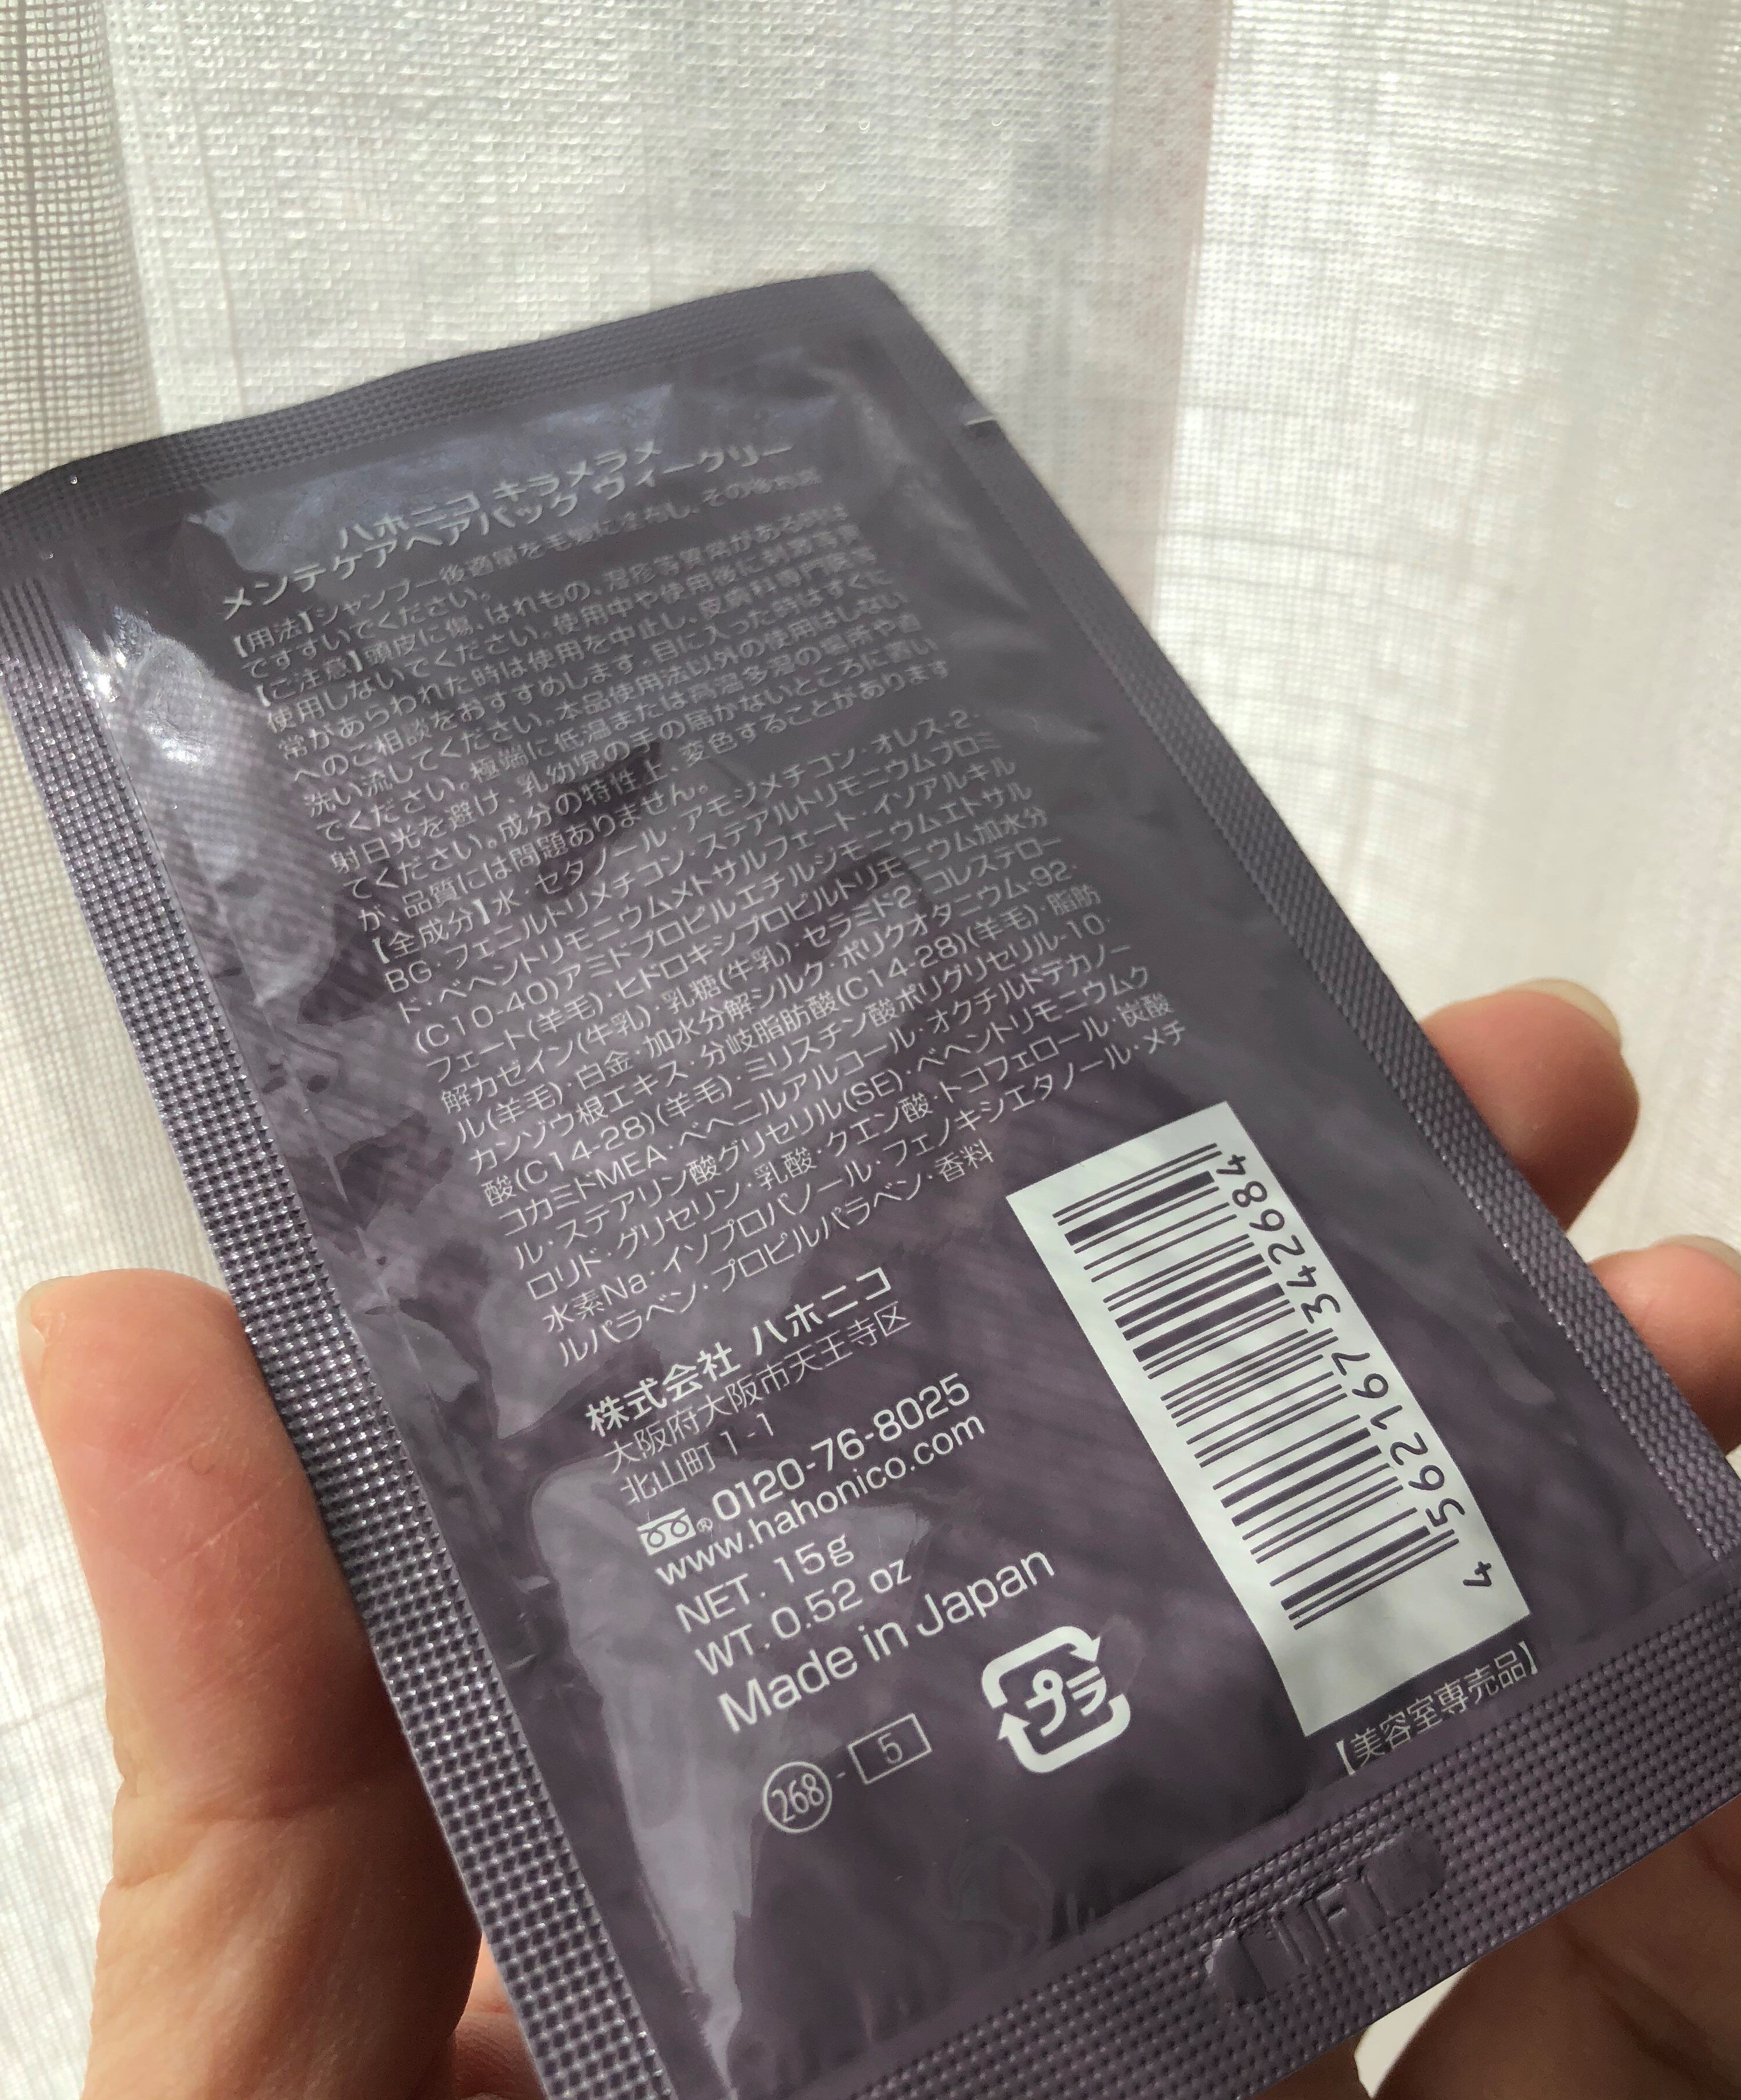 ハホニコ キラメラメ
メンテケアヘアパック ヴィークリー
【用法】シャンプー後適量を毛髪に塗布し、その後
ですすいでください。
【ご注意】頭皮に傷、はれもの、湿疹等異常がある時は
使用しないでください。使用中や使用後に刺激等異
常があらわれた時は使用を中止し、皮膚科専門医等
へのご相談をおすすめします。目に入った時はすぐに
洗い流してください。本品使用法以外の使用はしない
でください。極端に低温または高温多湿の場所や直
射日光を避け、乳幼児の手の届かないところに置い
てください。成分の特性上、変色することがあります
が、品質には問題ありません。
【全成分】水・セタノール・アモジメチコン・オレス-2・
BG・フェニルトリメチコン・ステアルトリモニウムブロミ
ド・ベヘントリモニウムメトサルフェート・イソアルキル
(C10-40)アミドプロピルエチルジモニウムエトサル
フェート(羊毛)・ヒドロキシプロピルトリモニウム加水分
解カゼイン(牛乳)・乳糖(牛乳)・セラミド2・コレステロー
ル(羊毛)・白金・加水分解シルク・ポリクオタニウム-92・
カンゾウ根エキス・分岐脂肪酸(C14-28)(羊毛)・脂肪
酸(C14-28)(羊毛)・ミリスチン酸ポリグリセリル-10・
コカミドMEA・ベヘニルアルコール・オクチルドデカノー
ル・ステアリン酸グリセリル(SE)・ベヘントリモニウムク
ロリド・グリセリン・乳酸・クエン酸・トコフェロール・炭酸
水素Na・イソプロパノール・フェノキシエタノール・メチ
ルパラベン・プロピルパラベン・香料
株式会社 ハホニコ
大阪府大阪市天王寺区
北山町1-1
® 0120-76-8025
www.hahonico.com
NET. 15g
WT. 0.52 oz
Made in Japan
268-5
プラ
4 562167 342684
【美容室専売品】